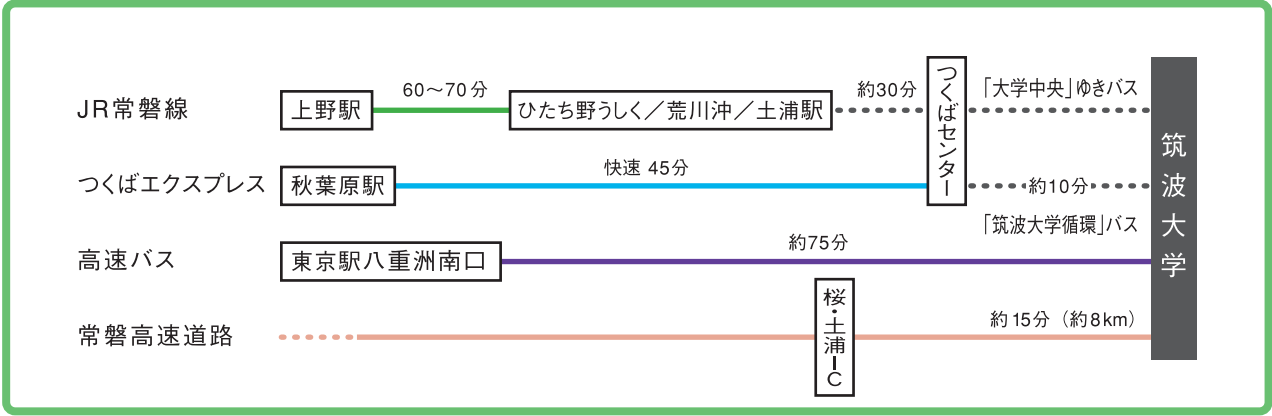 JR常磐線
上野駅
60〜70分
ひたち野うしく／荒川沖／土浦駅
約30分
つくばセンター
「大学中央」ゆきバス
つくばエクスプレス
秋葉原駅
快速 45分
約10分
「筑波大学循環」バス
高速バス
東京駅八重洲南口
約75分
常磐高速道路
桜・土浦IC
約15分（約8km）
筑波大学